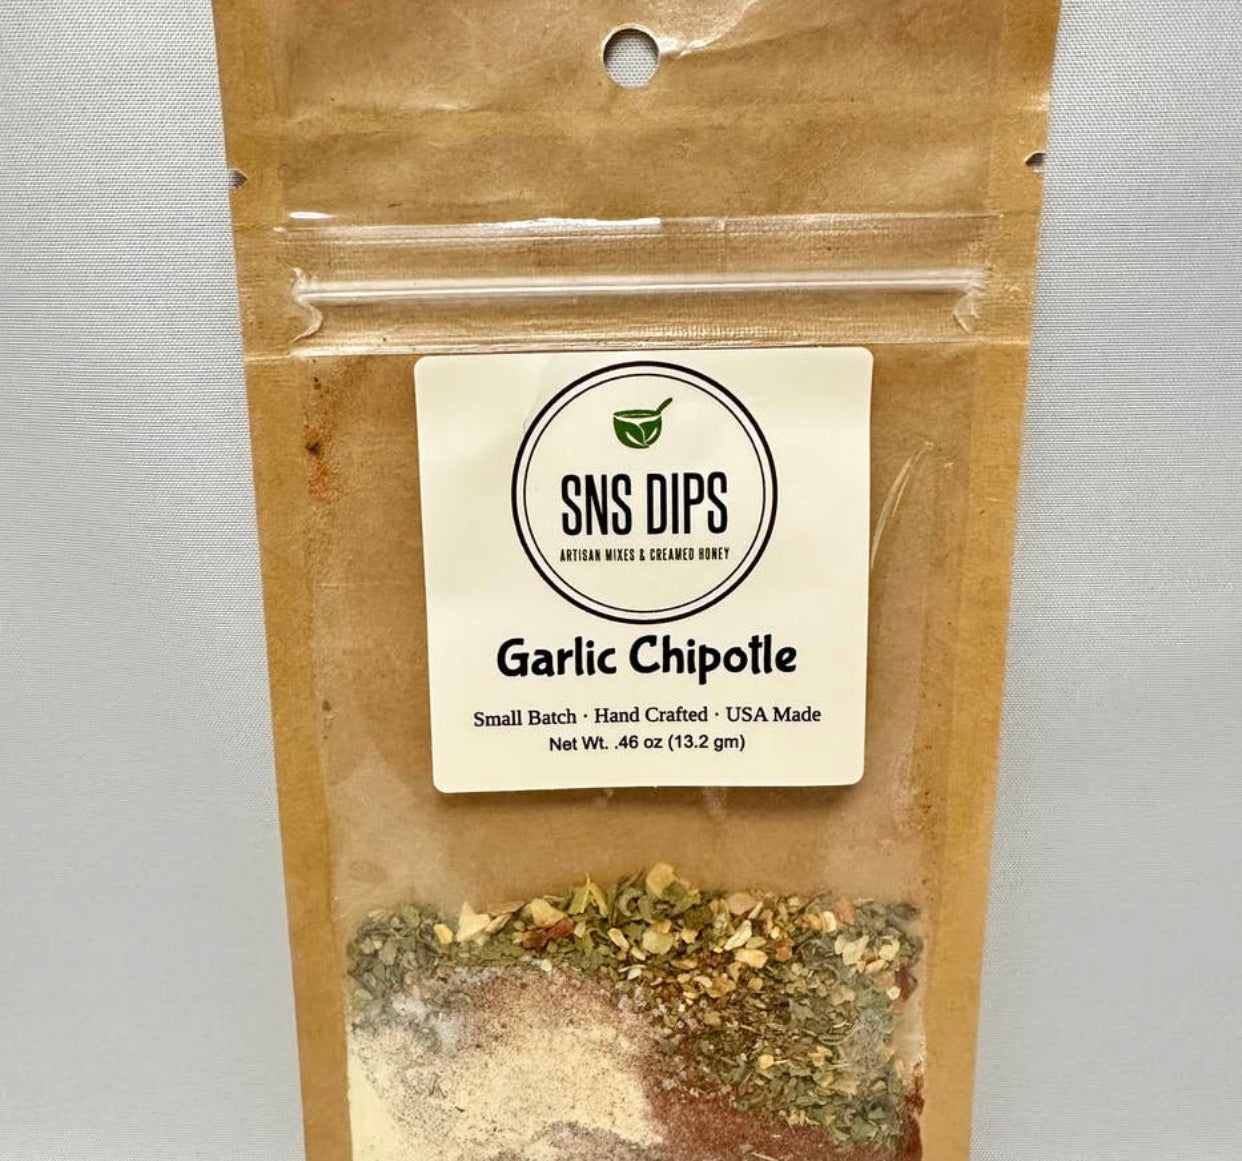 SNS DIPS
ARTISAN MIXES & CREAMED HONEY
Garlic Chipotle
Small Batch · Hand Crafted · USA Made
Net Wt. .46 oz (13.2 gm)